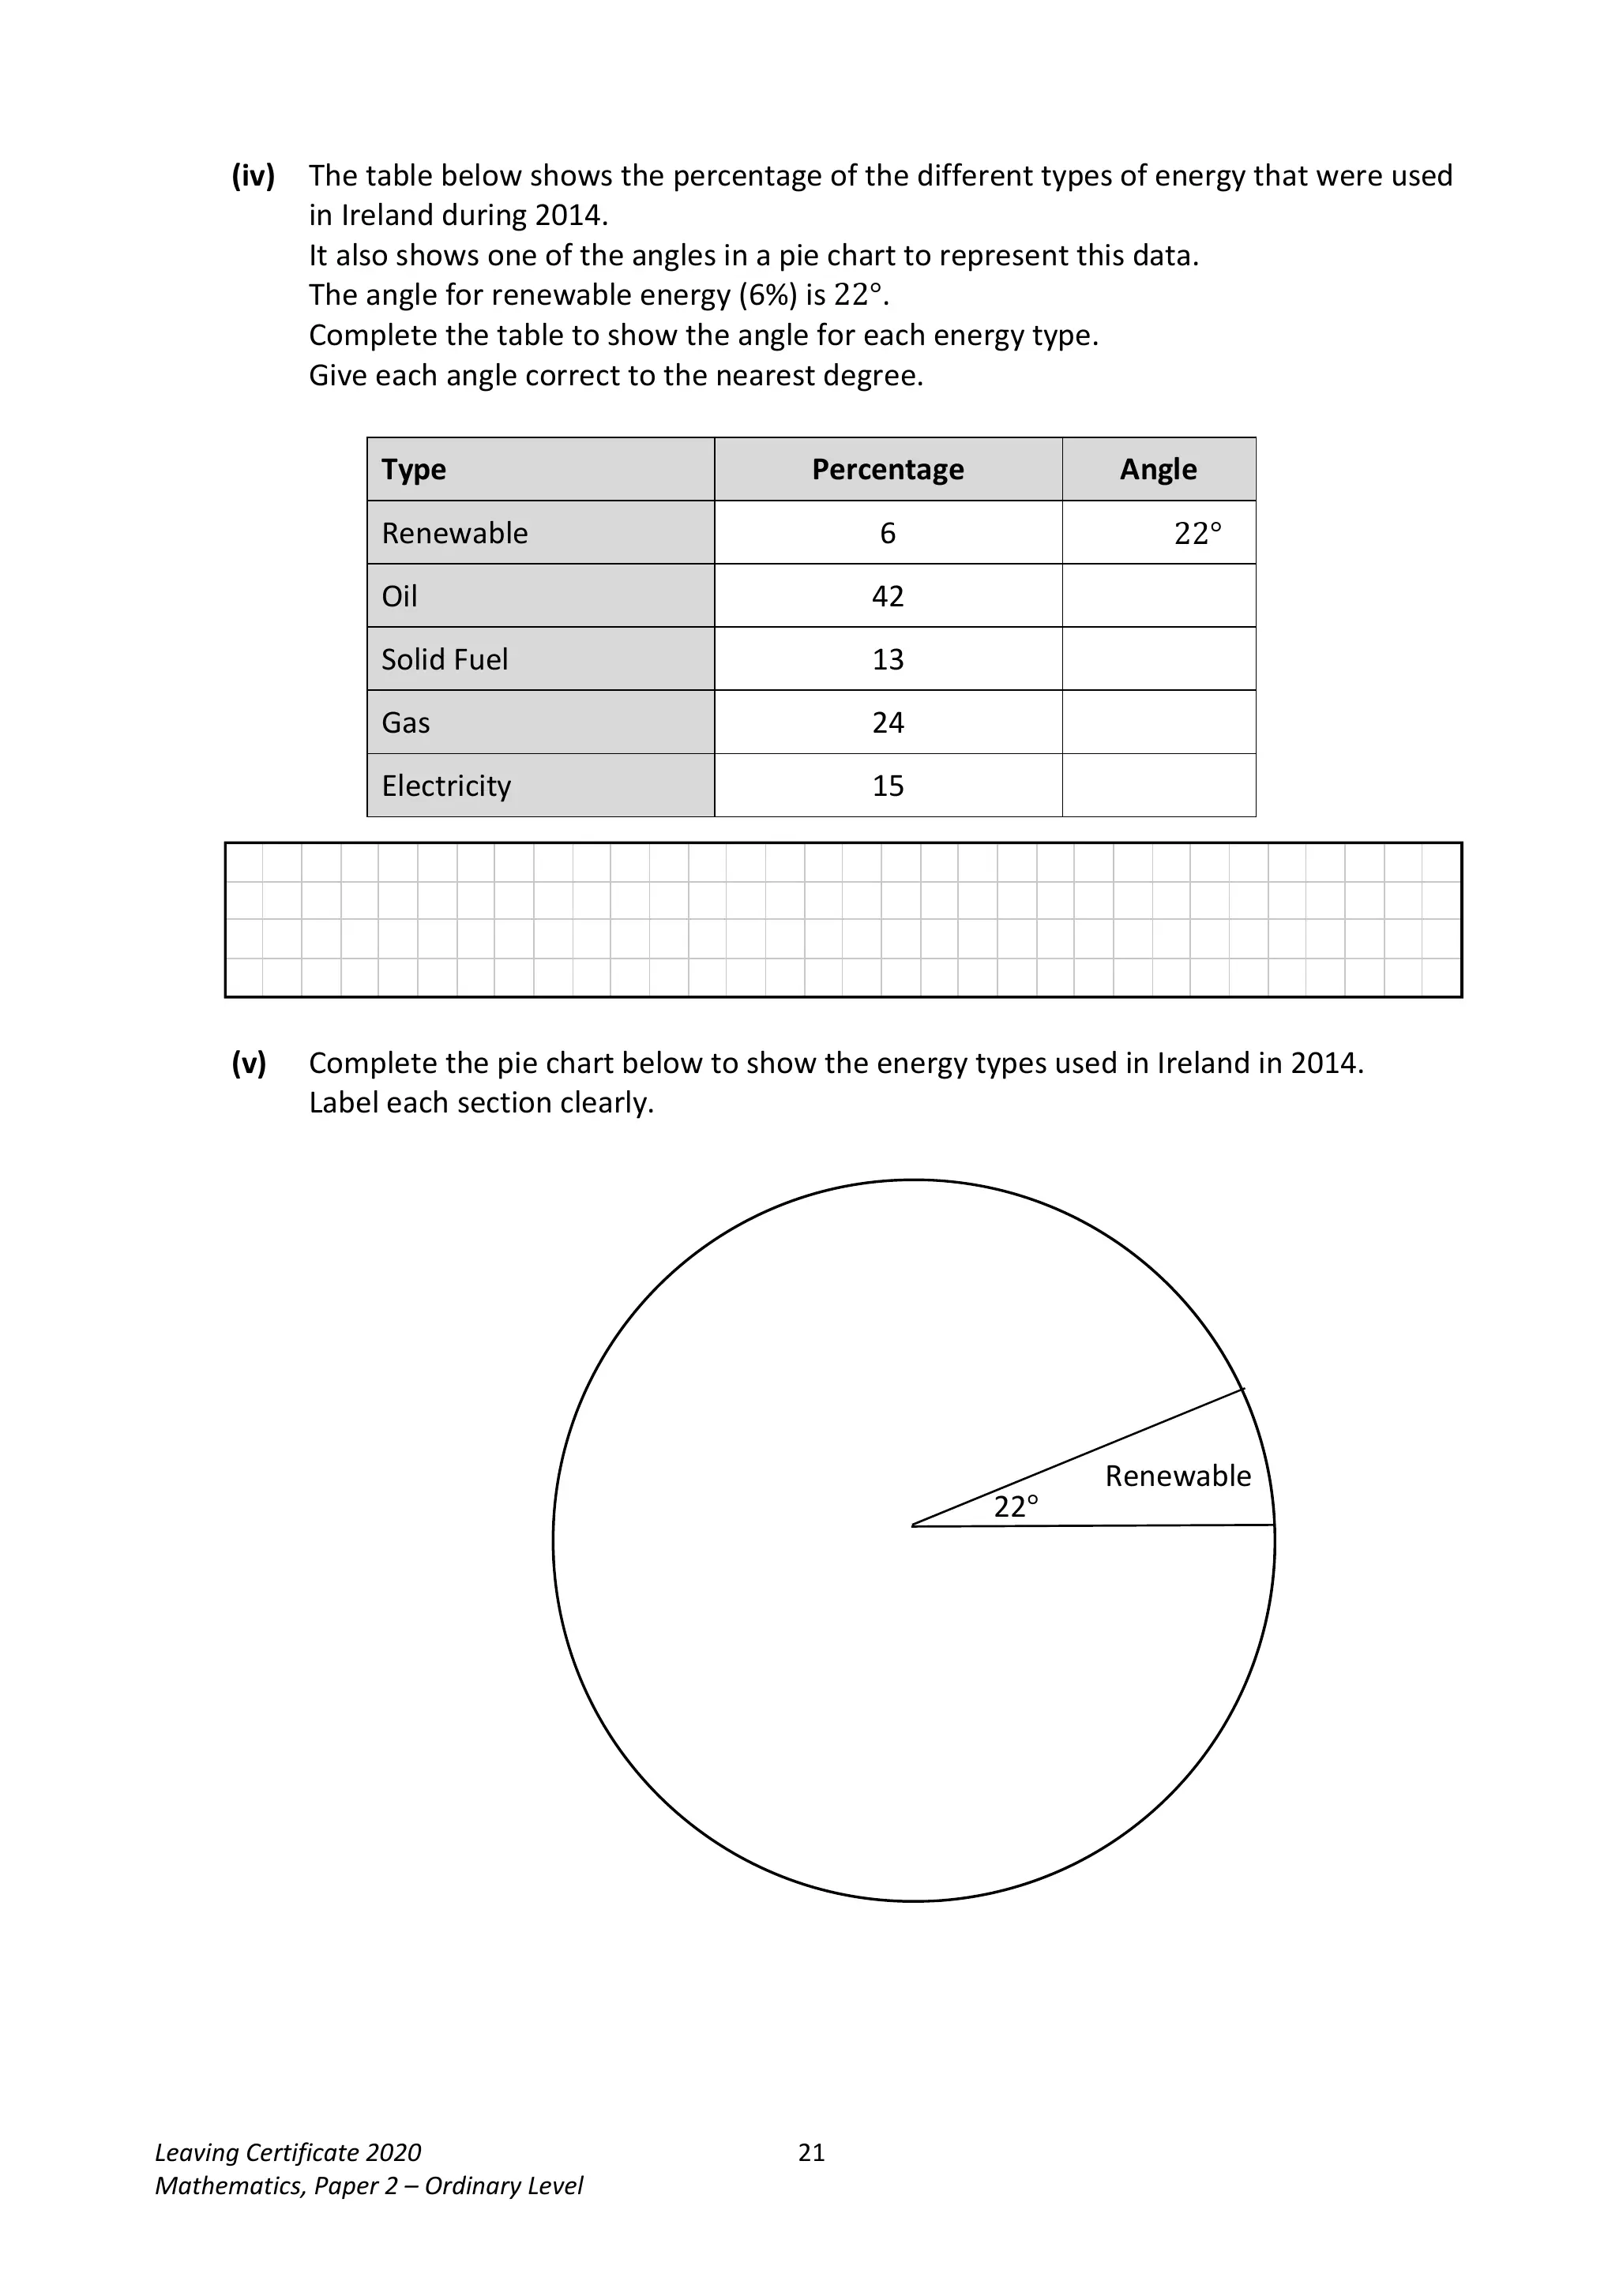 (iv) The table below shows the percentage of the different types of energy that were used
in Ireland during 2014.
It also shows one of the angles in a pie chart to represent this data.
The angle for renewable energy (6%) is 22°.
Complete the table to show the angle for each energy type.
Give each angle correct to the nearest degree.
Type Percentage Angle
Renewable 6 22°
Oil 42
Solid Fuel 13
Gas 24
Electricity 15
(v) Complete the pie chart below to show the energy types used in Ireland in 2014.
Label each section clearly.
Renewable
22°
Leaving Certificate 2020 21
Mathematics, Paper 2 – Ordinary Level